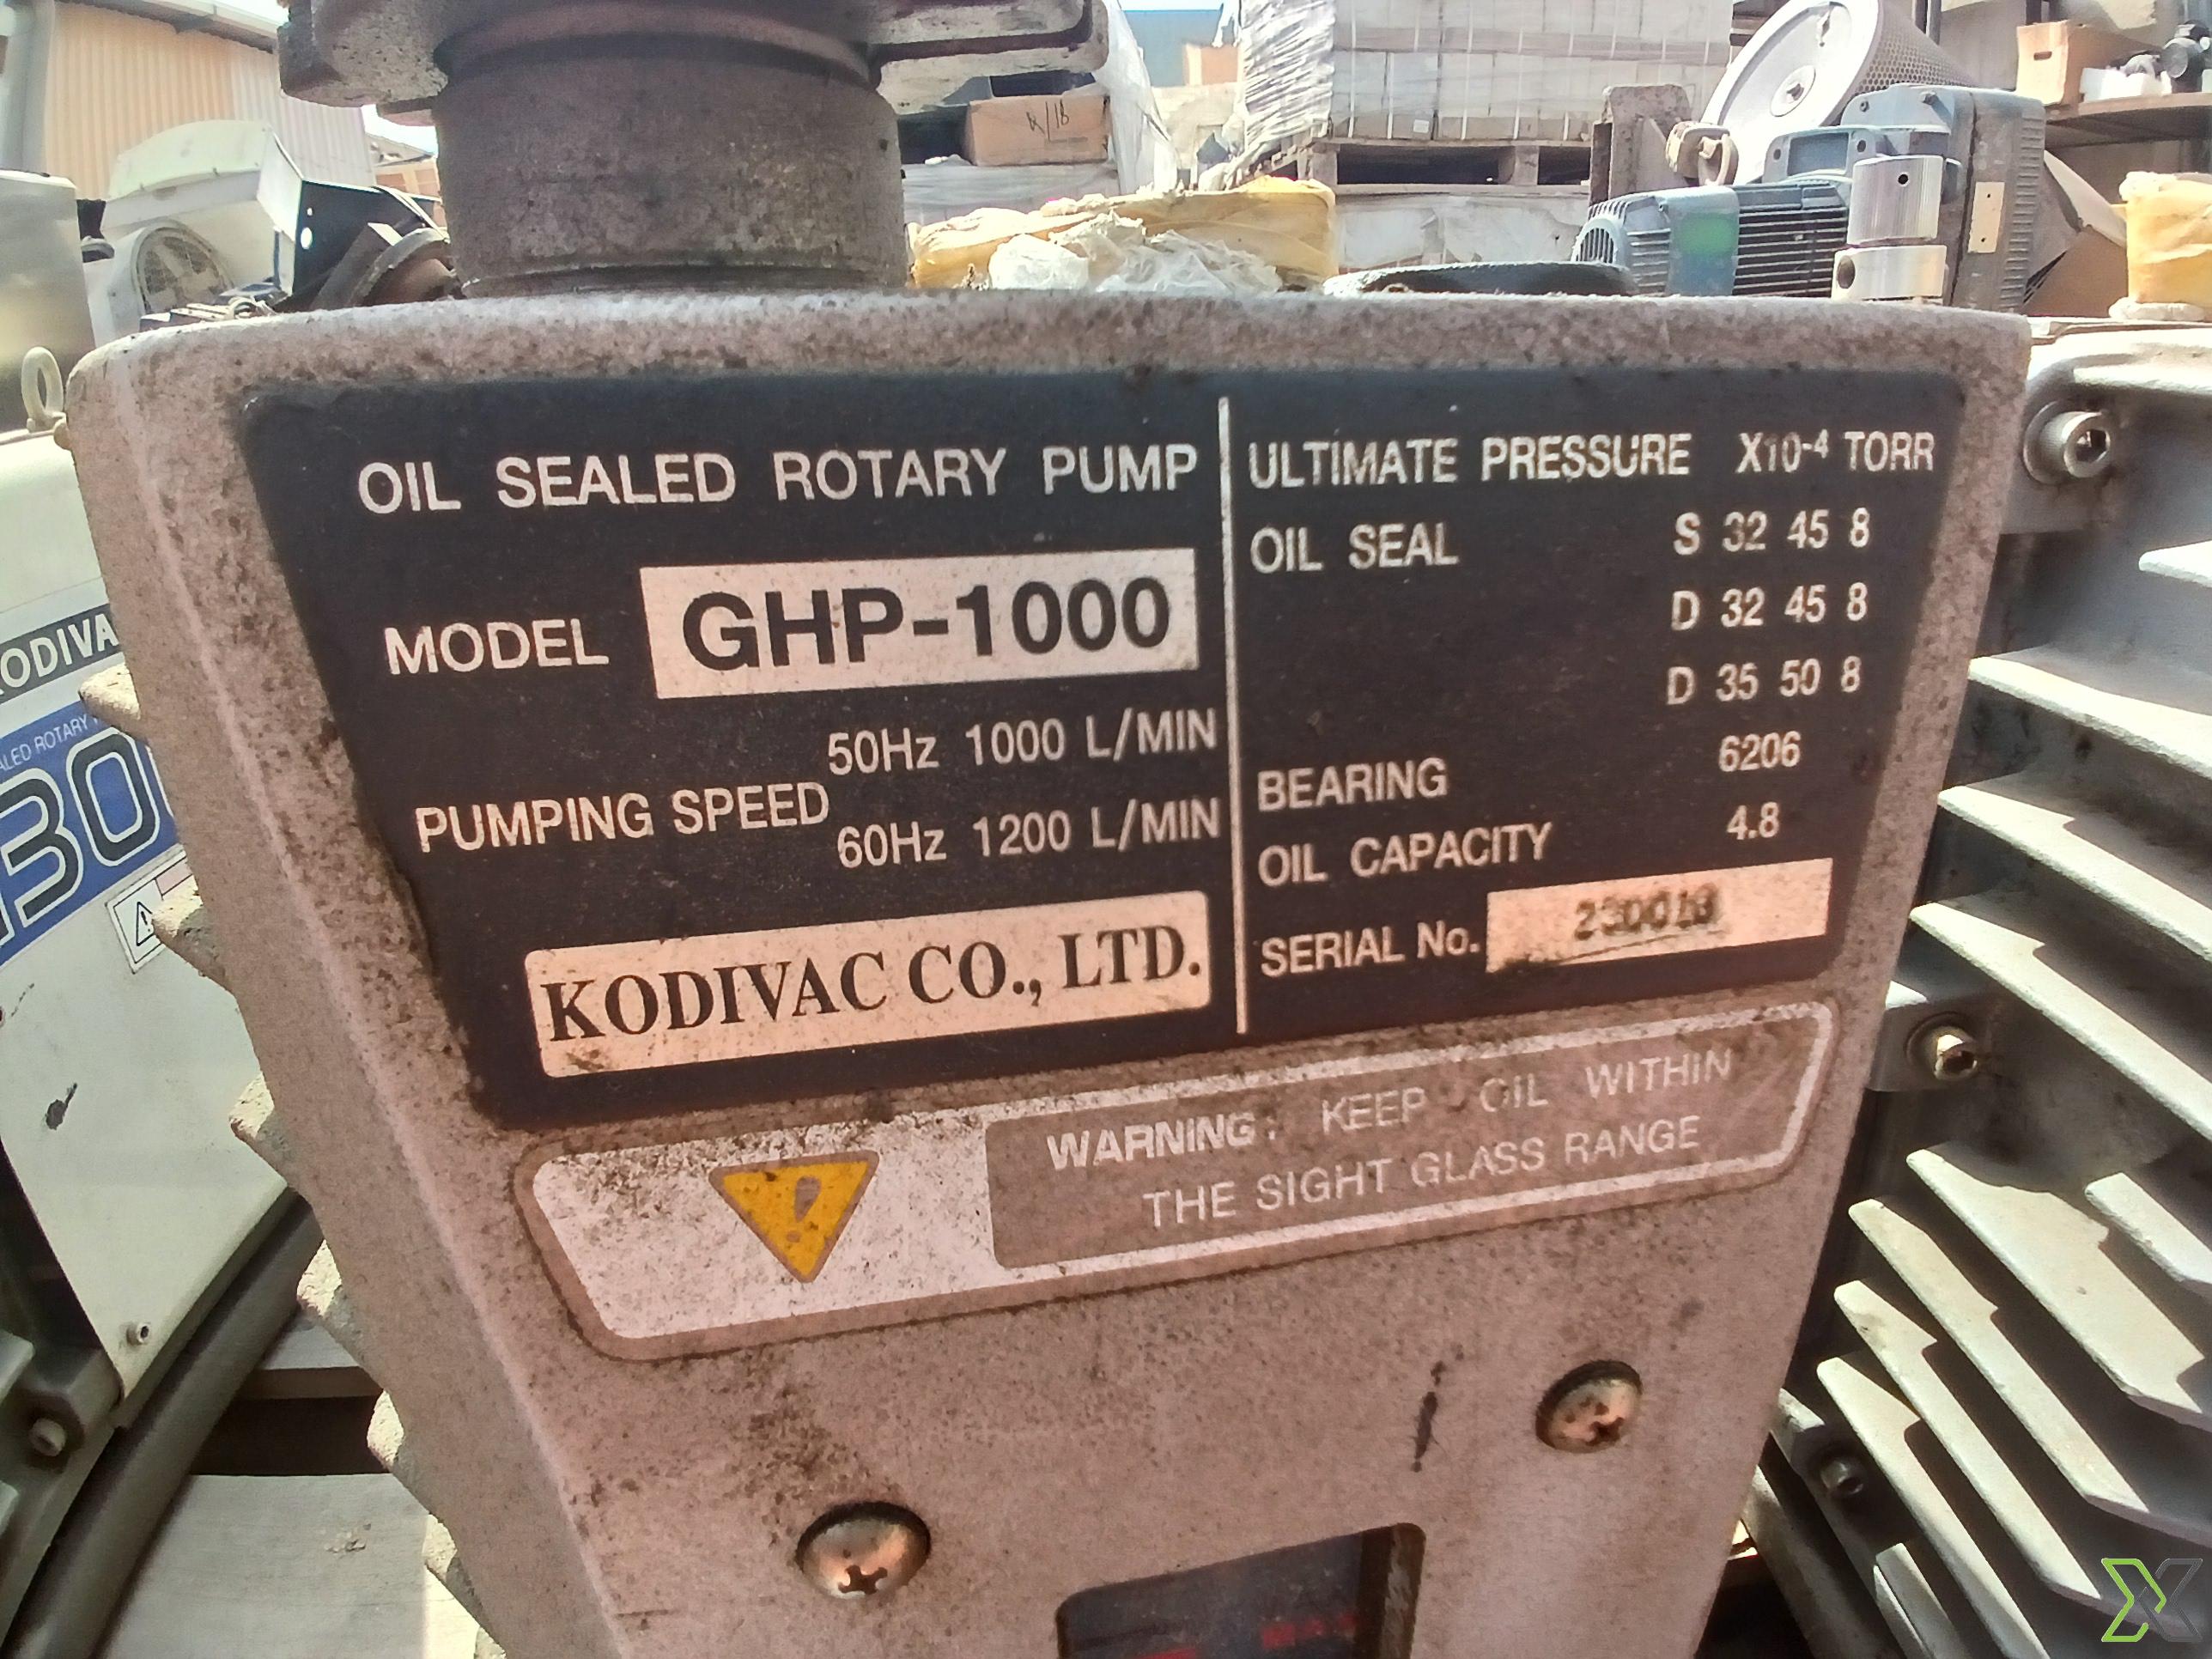 OIL SEALED ROTARY PUMP
MODEL GHP-1000
PUMPING SPEED
50Hz 1000 L/MIN
60Hz 1200 L/MIN
KODIVAC CO., LTD.
ULTIMATE PRESSURE X10-4 TORR
OIL SEAL S 32 45 8
D 32 45 8
D 35 50 8
BEARING 6206
OIL CAPACITY 4.8
SERIAL No.
WARNING: KEEP OIL WITHIN
THE SIGHT GLASS RANGE
K/18